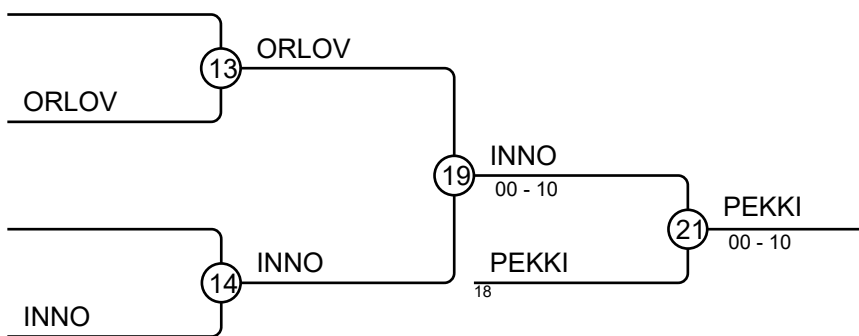 ORLOV
13
ORLOV
INNO
19
00 - 10
PEKKI
21
00 - 10
PEKKI
18
INNO
14
INNO